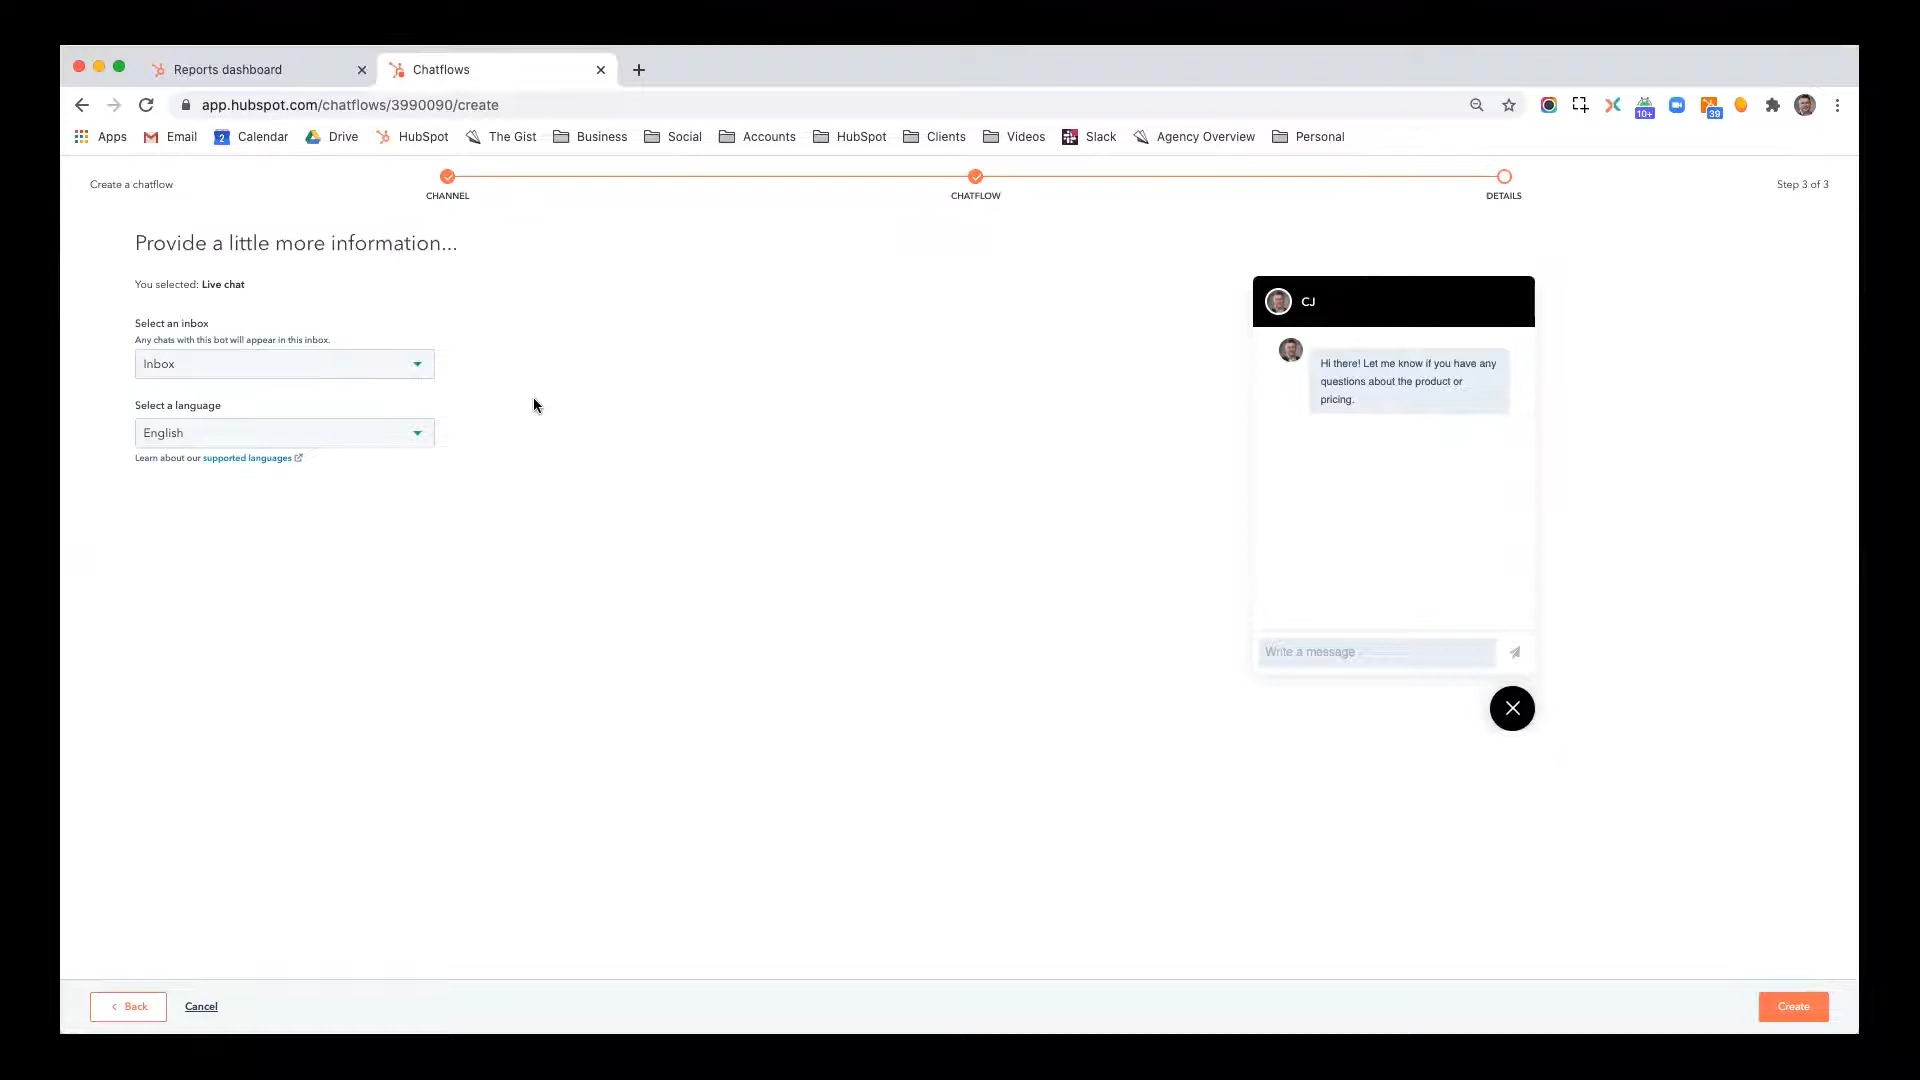 Reports dashboard
Chatflows
app.hubspot.com/chatflows/3990090/create
10+
39
Apps
Email
2
Calendar
Drive
HubSpot
The Gist
Business
Social
Accounts
HubSpot
Clients
Videos
Slack
Agency Overview
Personal
Create a chatflow
CHANNEL
CHATFLOW
DETAILS
Step 3 of 3
Provide a little more information...
You selected: Live chat
Select an inbox
Any chats with this bot will appear in this inbox.
Inbox
Select a language
English
Learn about our supported languages
CJ
Hi there! Let me know if you have any
questions about the product or
pricing.
Write a message
Back
Cancel
Create